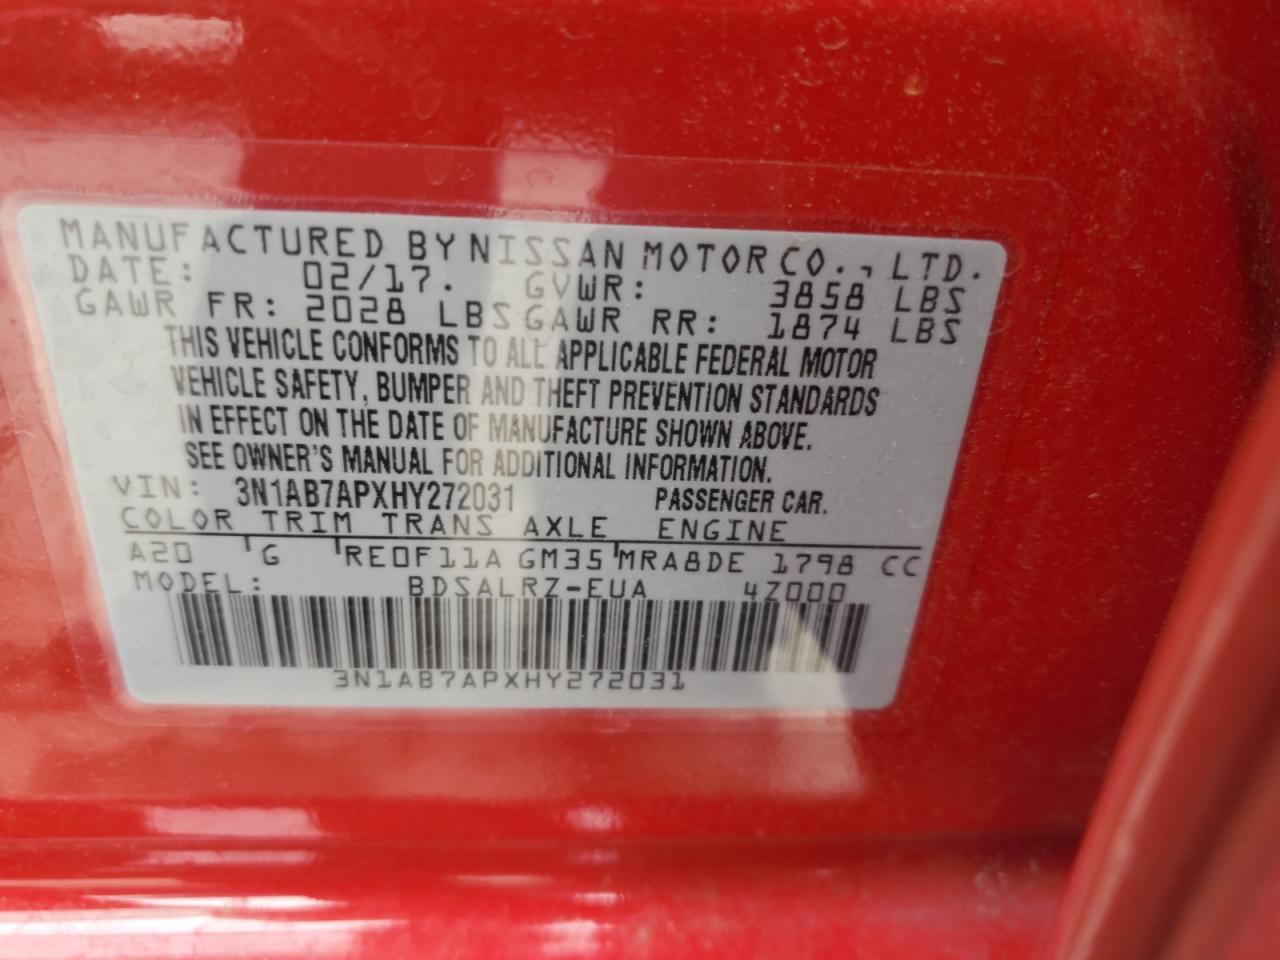 MANUFACTURED BY NISSAN MOTOR CO., LTD.
DATE: 02/17. GVWR: 3858 LBS
GAWR FR: 2028 LBS GAWR RR: 1874 LBS
THIS VEHICLE CONFORMS TO ALL APPLICABLE FEDERAL MOTOR
VEHICLE SAFETY, BUMPER AND THEFT PREVENTION STANDARDS
IN EFFECT ON THE DATE OF MANUFACTURE SHOWN ABOVE.
SEE OWNER'S MANUAL FOR ADDITIONAL INFORMATION.
VIN: 3N1AB7APXHY272031 PASSENGER CAR.
COLOR TRIM TRANS AXLE ENGINE
A20 G RE0F11A GM35 MRA8DE 1798 CC
MODEL: BDSALRZ-EUA 4Z000
3N1AB7APXHY272031